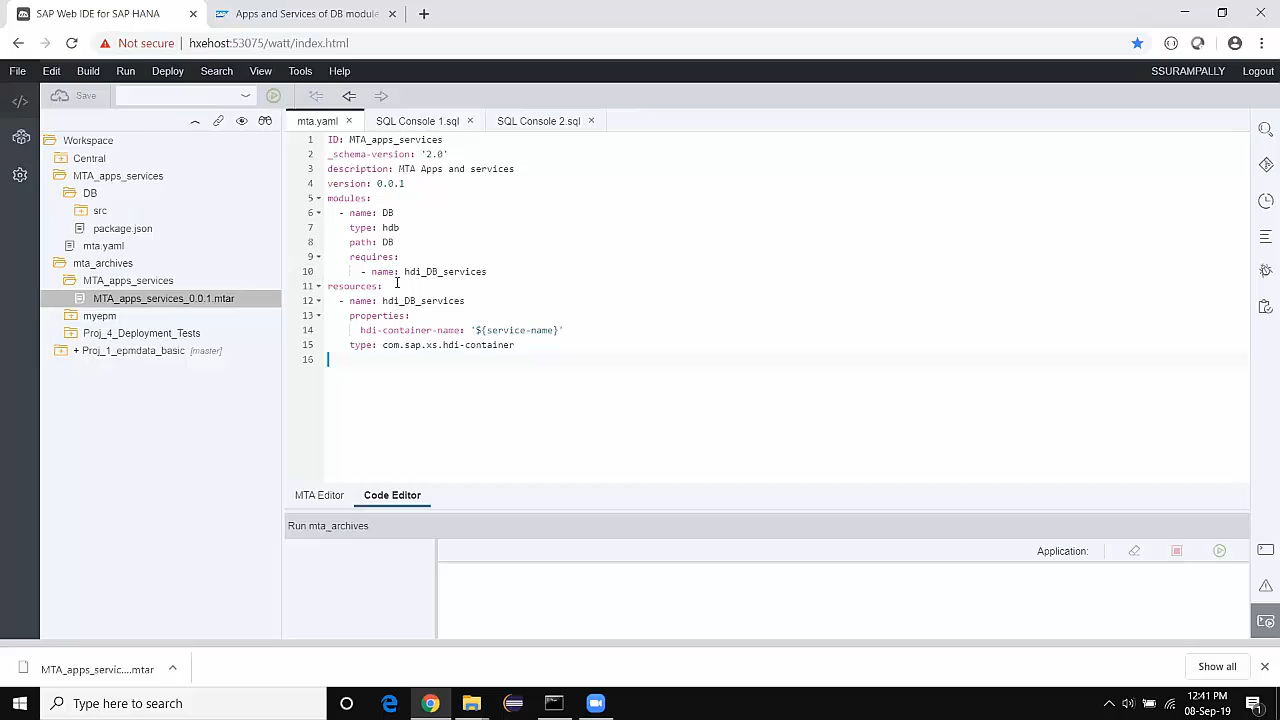 SAP Web IDE for SAP HANA
Apps and Services of DB module
Not secure
hxehost:53075/watt/index.html
File Edit Build Run Deploy Search View Tools Help
SSURAMPALLY Logout
Save
mta.yaml
SQL Console 1.sql
SQL Console 2.sql
Workspace
Central
MTA_apps_services
DB
src
package.json
mta.yaml
mta_archives
MTA_apps_services
MTA_apps_services_0.0.1.mtar
myepm
Proj_4_Deployment_Tests
+ Proj_1_epmdata_basic [master]
1 ID: MTA_apps_services
2 _schema-version: '2.0'
3 description: MTA Apps and services
4 version: 0.0.1
5 modules:
6 - name: DB
7 type: hdb
8 path: DB
9 requires:
10 - name: hdi_DB_services
11 resources:
12 - name: hdi_DB_services
13 properties:
14 hdi-container-name: '${service-name}'
15 type: com.sap.xs.hdi-container
16
MTA Editor
Code Editor
Run mta_archives
Application:
MTA_apps_servic....mtar
Show all
Type here to search
12:41 PM
08-Sep-19
1